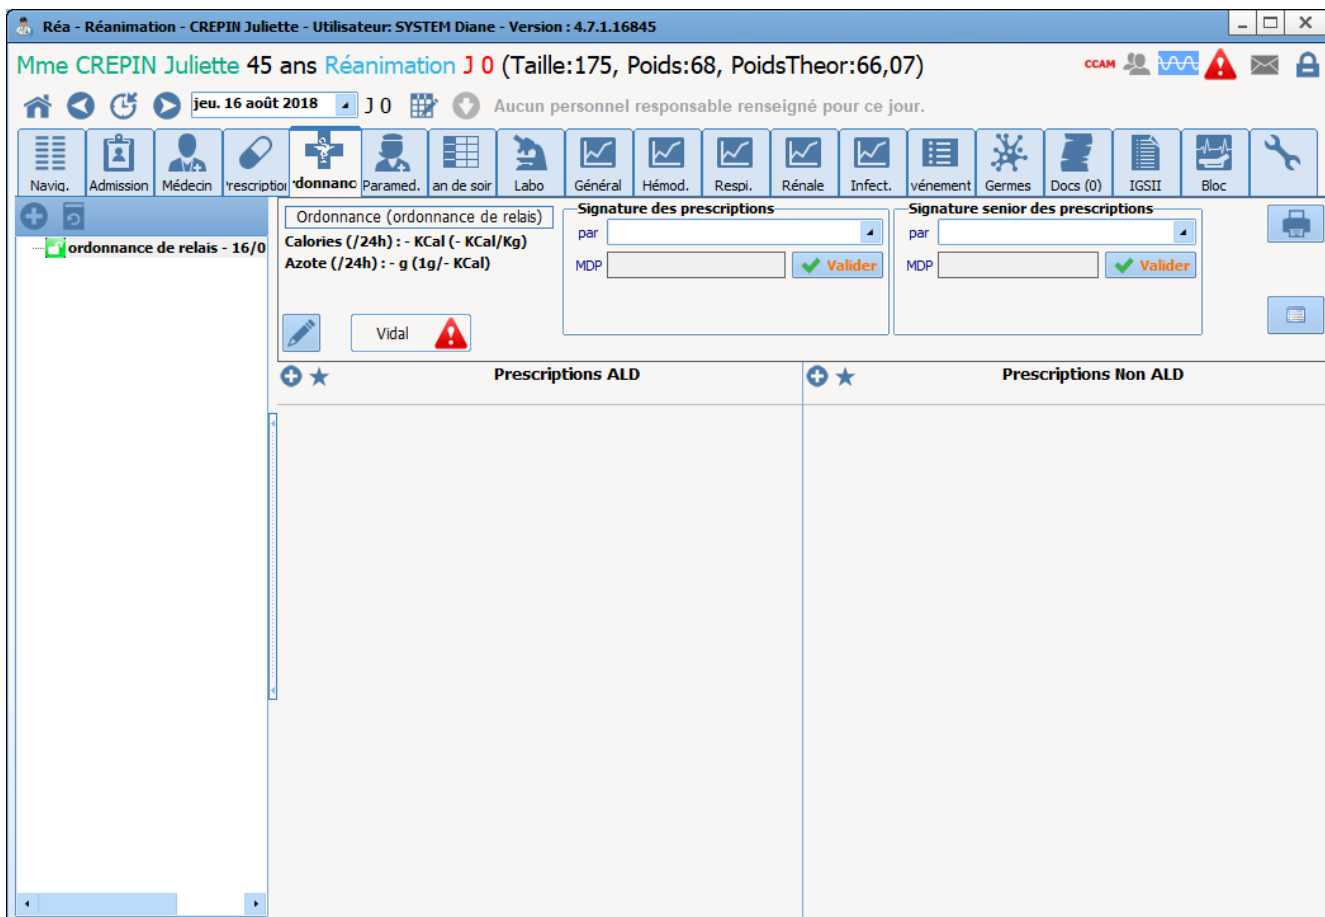 Réa - Réanimation - CREPIN Juliette - Utilisateur: SYSTEM Diane - Version : 4.7.1.16845
Mme CREPIN Juliette 45 ans Réanimation J 0 (Taille:175, Poids:68, PoidsTheor:66,07)
CCAM
jeu. 16 août 2018 J 0 Aucun personnel responsable renseigné pour ce jour.
Navig. Admission Médecin 'rescription 'donnanc Paramed. an de soir Labo Général Hémod. Respi. Rénale Infect. vénement Germes Docs (0) IGSII Bloc
ordonnance de relais - 16/0
Ordonnance (ordonnance de relais)
Calories (/24h) : - KCal (- KCal/Kg)
Azote (/24h) : - g (1g/- KCal)
Vidal
Signature des prescriptions
par
MDP Valider
Signature senior des prescriptions
par
MDP Valider
Prescriptions ALD
Prescriptions Non ALD